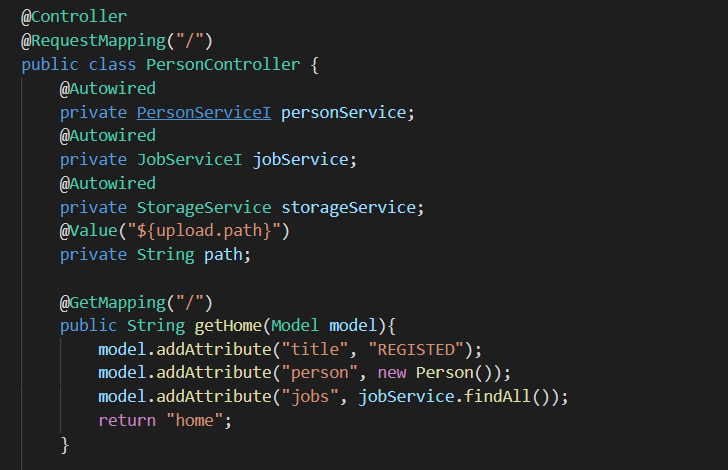 @Controller
@RequestMapping("/")
public class PersonController {
@Autowired
private PersonServiceI personService;
@Autowired
private JobServiceI jobService;
@Autowired
private StorageService storageService;
@Value("${upload.path}")
private String path;
@GetMapping("/")
public String getHome(Model model){
model.addAttribute("title", "REGISTED");
model.addAttribute("person", new Person());
model.addAttribute("jobs", jobService.findAll());
return "home";
}